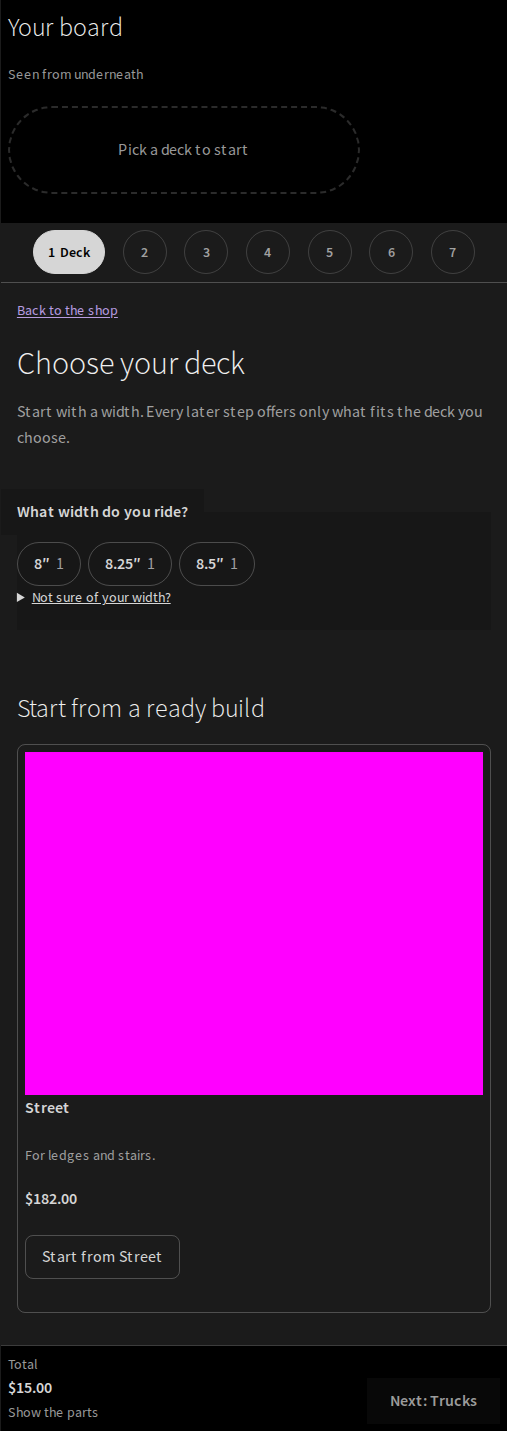 Your board
Seen from underneath
Pick a deck to start
1 Deck 2 3 4 5 6 7
Back to the shop
Choose your deck
Start with a width. Every later step offers only what fits the deck you
choose.
What width do you ride?
8″ 1 8.25″ 1 8.5″ 1
Not sure of your width?
Start from a ready build
Street
For ledges and stairs.
$182.00
Start from Street
Total
$15.00
Show the parts
Next: Trucks